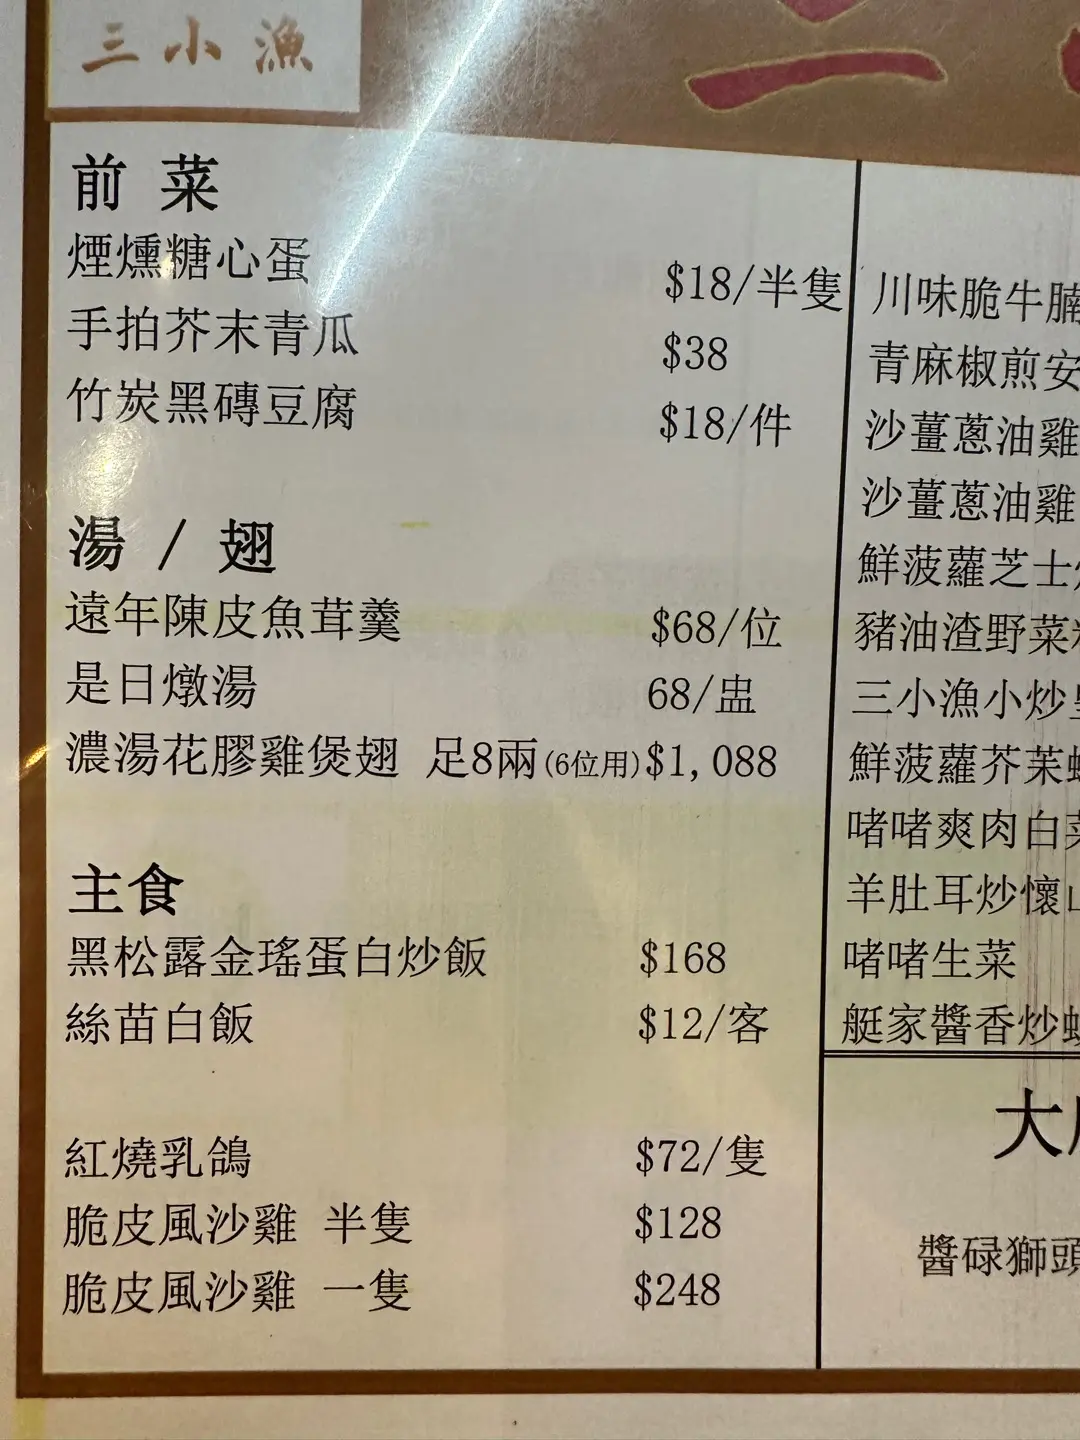 三小漁
前 菜
煙燻糖心蛋 $18/半隻
手拍芥末青瓜 $38
竹炭黑磚豆腐 $18/件
湯 / 翅
遠年陳皮魚茸羹 $68/位
是日燉湯 68/盅
濃湯花膠雞煲翅 足8兩(6位用)$1,088
主食
黑松露金瑤蛋白炒飯 $168
絲苗白飯 $12/客
紅燒乳鴿 $72/隻
脆皮風沙雞 半隻 $128
脆皮風沙雞 一隻 $248
川味脆牛腩
青麻椒煎安
沙薑蔥油雞
沙薑蔥油雞
鮮菠蘿芝士
豬油渣野菜
三小漁小炒
鮮菠蘿芥茉
啫啫爽肉白菜
羊肚耳炒懷山
啫啫生菜
艇家醬香炒
大
醬碌獅頭